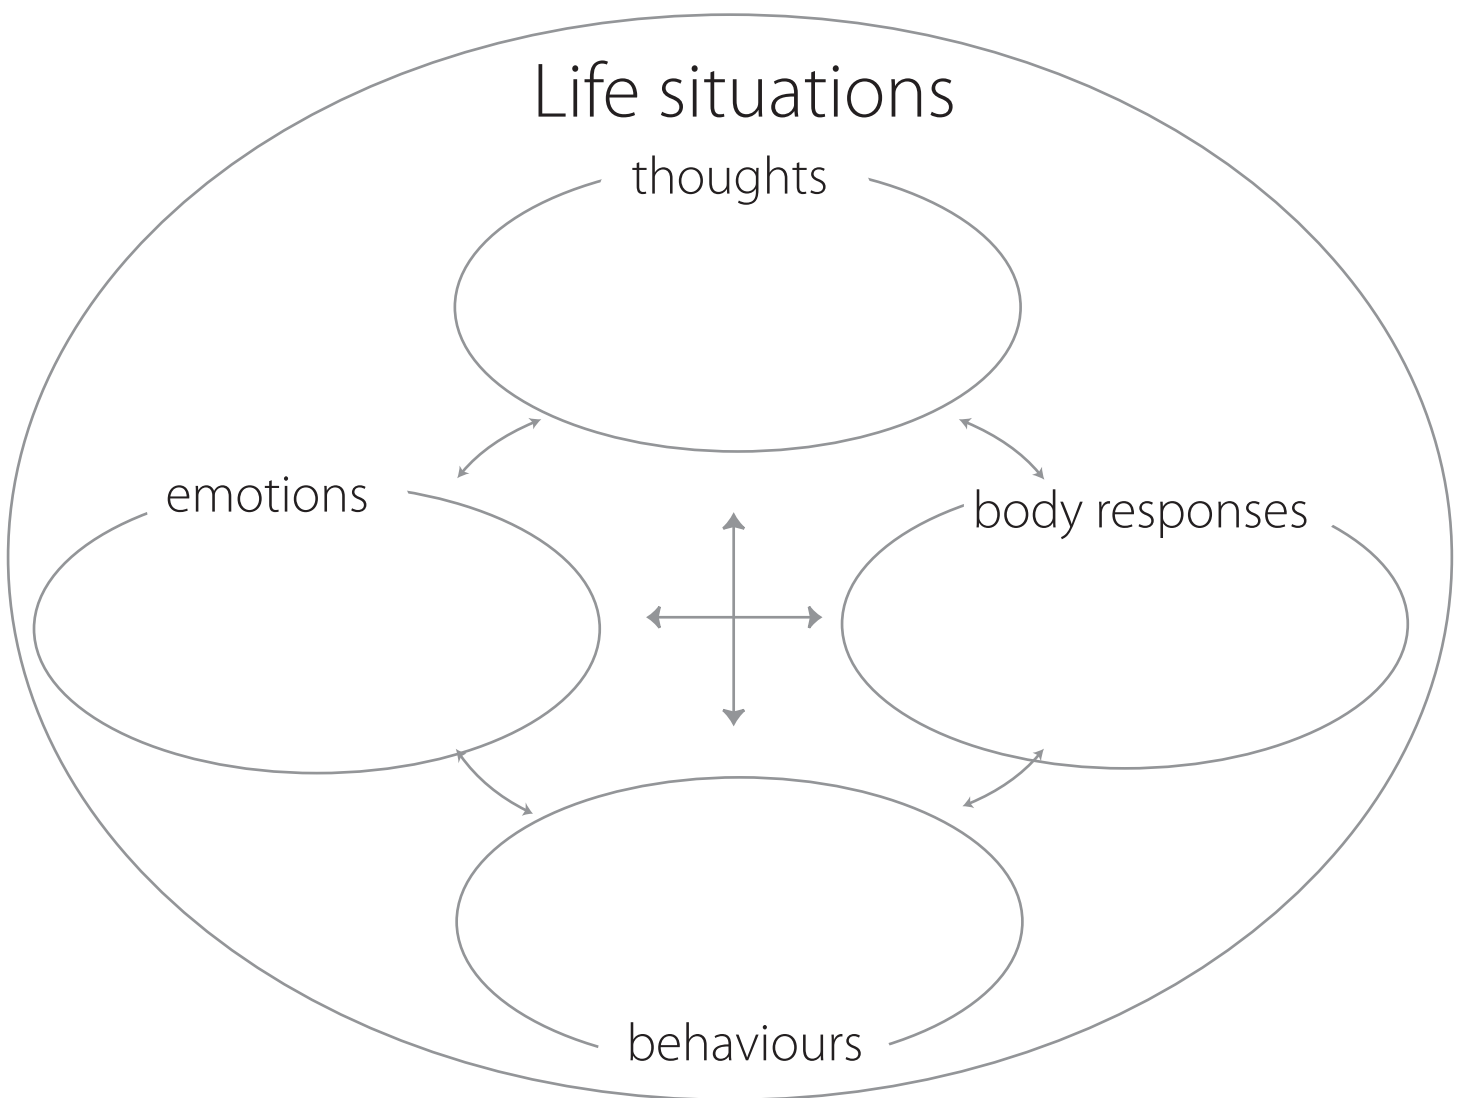 Life situations
thoughts
emotions
body responses
behaviours